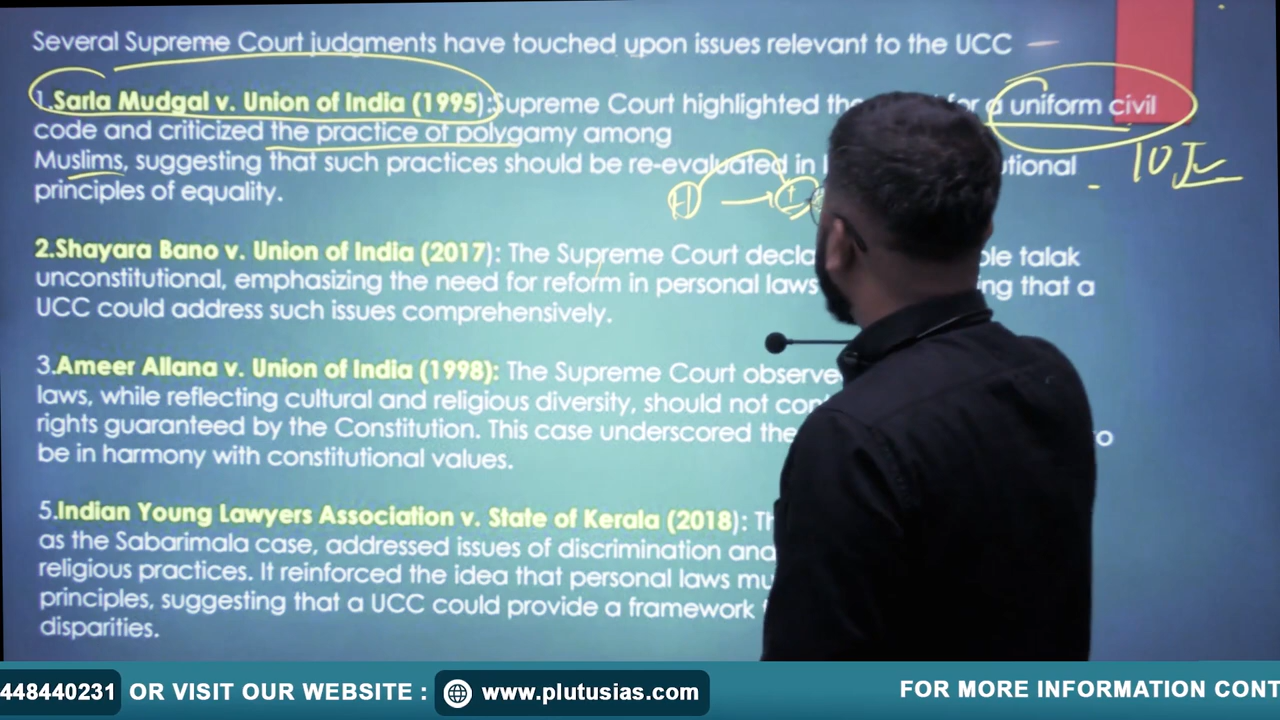 Several Supreme Court judgments have touched upon issues relevant to the UCC
1.Sarla Mudgal v. Union of India (1995):Supreme Court highlighted the for a uniform civil
code and criticized the practice of polygamy among
Muslims, suggesting that such practices should be re-evaluated in
principles of equality.
10 J
2.Shayara Bano v. Union of India (2017): The Supreme Court talak
unconstitutional, emphasizing the need for reform in personal laws that a
UCC could address such issues comprehensively.
3.Ameer Allana v. Union of India (1998): The Supreme Court
laws, while reflecting cultural and religious diversity, should not
rights guaranteed by the Constitution. This case underscored the
be in harmony with constitutional values.
5.Indian Young Lawyers Association v. State of Kerala (2018):
as the Sabarimala case, addressed issues of discrimination and
religious practices. It reinforced the idea that personal laws
principles, suggesting that a UCC could provide a framework
disparities.
448440231 OR VISIT OUR WEBSITE : www.plutusias.com FOR MORE INFORMATION CONT